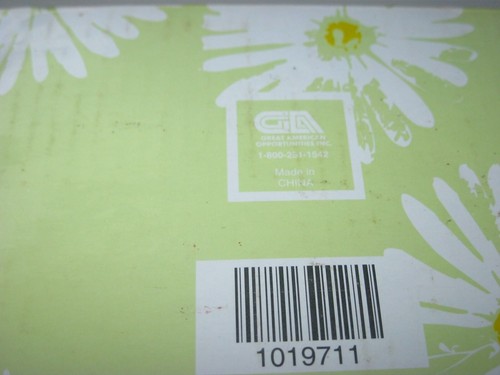 GA
GREAT AMERICAN
OPPORTUNITIES INC.
1-800-251-1542
Made in
CHINA
1019711